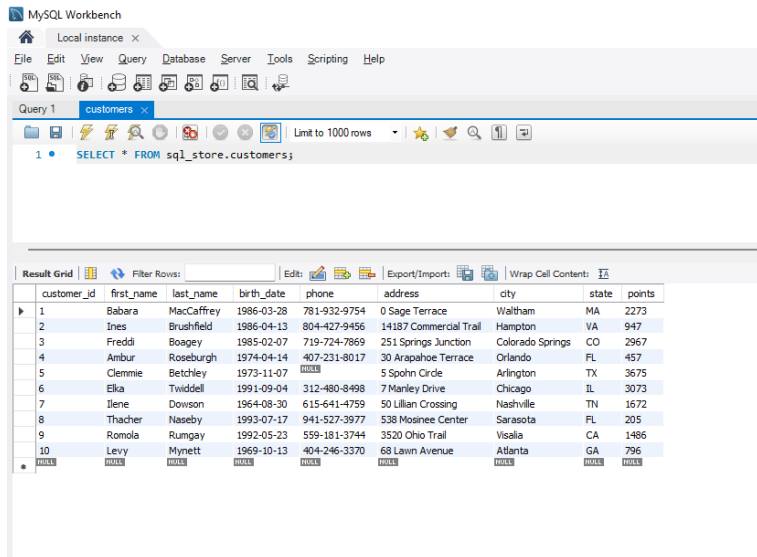 MySQL Workbench
Local instance ×
File Edit View Query Database Server Tools Scripting Help
Query 1 customers ×
Limit to 1000 rows
1 SELECT * FROM sql_store.customers;
Result Grid Filter Rows: Edit: Export/Import: Wrap Cell Content: IA
customer_id first_name last_name birth_date phone address city state points
1 Babara MacCaffrey 1986-03-28 781-932-9754 0 Sage Terrace Waltham MA 2273
2 Ines Brushfield 1986-04-13 804-427-9456 14187 Commercial Trail Hampton VA 947
3 Freddi Boagey 1985-02-07 719-724-7869 251 Springs Junction Colorado Springs CO 2967
4 Ambur Roseburgh 1974-04-14 407-231-8017 30 Arapahoe Terrace Orlando FL 457
5 Clemmie Betchley 1973-11-07 NULL 5 Spohn Circle Arlington TX 3675
6 Elka Twiddell 1991-09-04 312-480-8498 7 Manley Drive Chicago IL 3073
7 Ilene Dowson 1964-08-30 615-641-4759 50 Lillian Crossing Nashville TN 1672
8 Thacher Naseby 1993-07-17 941-527-3977 538 Mosinee Center Sarasota FL 205
9 Romola Rumgay 1992-05-23 559-181-3744 3520 Ohio Trail Visalia CA 1486
10 Levy Mynett 1969-10-13 404-246-3370 68 Lawn Avenue Atlanta GA 796
NULL NULL NULL NULL NULL NULL NULL NULL NULL